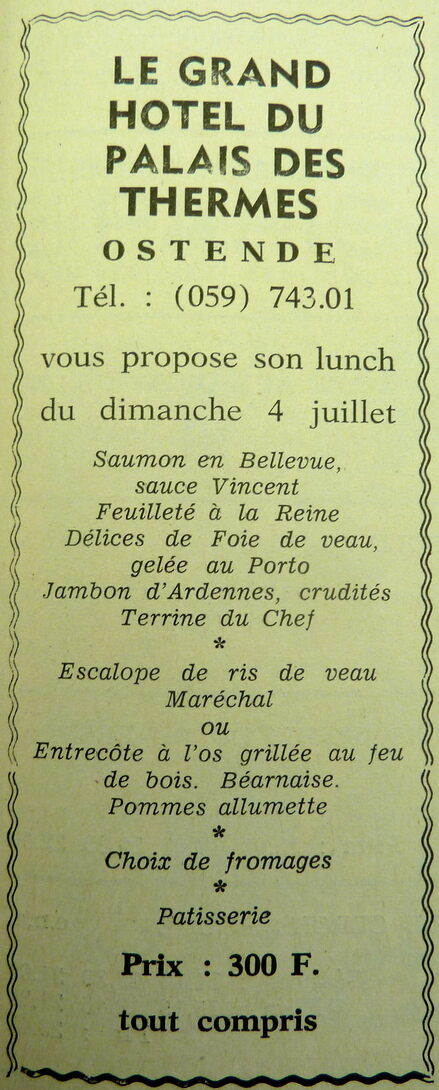 LE GRAND
HOTEL DU
PALAIS DES
THERMES
OSTENDE
Tél. : (059) 743.01
vous propose son lunch
du dimanche 4 juillet
Saumon en Bellevue,
sauce Vincent
Feuilleté à la Reine
Délices de Foie de veau,
gelée au Porto
Jambon d'Ardennes, crudités
Terrine du Chef
*
Escalope de ris de veau
Maréchal
ou
Entrecôte à l'os grillée au feu
de bois. Béarnaise.
Pommes allumette
*
Choix de fromages
*
Patisserie
Prix : 300 F.
tout compris